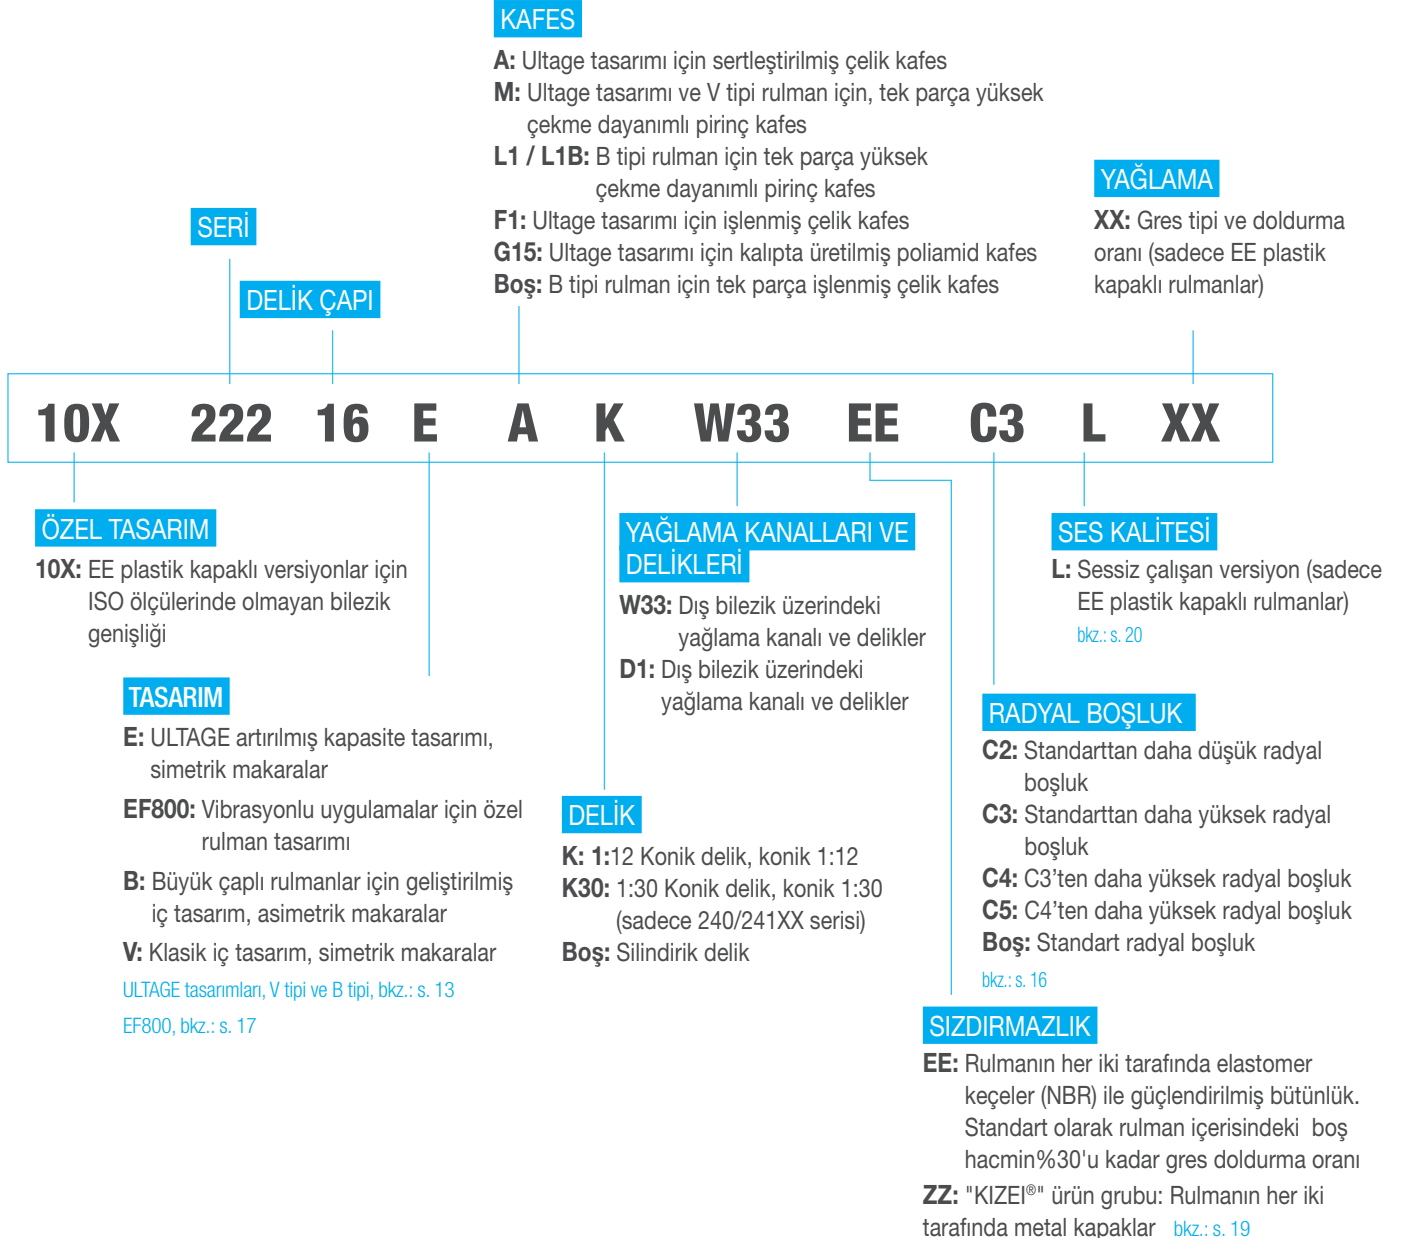 KAFES
A: Ultage tasarımı için sertleştirilmiş çelik kafes
M: Ultage tasarımı ve V tipi rulman için, tek parça yüksek
çekme dayanımlı pirinç kafes
L1 / L1B: B tipi rulman için tek parça yüksek
çekme dayanımlı pirinç kafes
F1: Ultage tasarımı için işlenmiş çelik kafes
G15: Ultage tasarımı için kalıpta üretilmiş poliamid kafes
Boş: B tipi rulman için tek parça işlenmiş çelik kafes
YAĞLAMA
XX: Gres tipi ve doldurma
oranı (sadece EE plastik
kapaklı rulmanlar)
SERİ
DELİK ÇAPI
10X 222 16 E A K W33 EE C3 L XX
ÖZEL TASARIM
10X: EE plastik kapaklı versiyonlar için
ISO ölçülerinde olmayan bilezik
genişliği
TASARIM
E: ULTAGE artırılmış kapasite tasarımı,
simetrik makaralar
EF800: Vibrasyonlu uygulamalar için özel
rulman tasarımı
B: Büyük çaplı rulmanlar için geliştirilmiş
iç tasarım, asimetrik makaralar
V: Klasik iç tasarım, simetrik makaralar
ULTAGE tasarımları, V tipi ve B tipi, bkz.: s. 13
EF800, bkz.: s. 17
DELİK
K: 1:12 Konik delik, konik 1:12
K30: 1:30 Konik delik, konik 1:30
(sadece 240/241XX serisi)
Boş: Silindirik delik
YAĞLAMA KANALLARI VE
DELİKLERİ
W33: Dış bilezik üzerindeki
yağlama kanalı ve delikler
D1: Dış bilezik üzerindeki
yağlama kanalı ve delikler
SES KALİTESİ
L: Sessiz çalışan versiyon (sadece
EE plastik kapaklı rulmanlar)
bkz.: s. 20
RADYAL BOŞLUK
C2: Standarttan daha düşük radyal
boşluk
C3: Standarttan daha yüksek radyal
boşluk
C4: C3’ten daha yüksek radyal boşluk
C5: C4’ten daha yüksek radyal boşluk
Boş: Standart radyal boşluk
bkz.: s. 16
SIZDIRMAZLIK
EE: Rulmanın her iki tarafında elastomer
keçeler (NBR) ile güçlendirilmiş bütünlük.
Standart olarak rulman içerisindeki boş
hacmin%30'u kadar gres doldurma oranı
ZZ: "KIZEI®" ürün grubu: Rulmanın her iki
tarafında metal kapaklar bkz.: s. 19